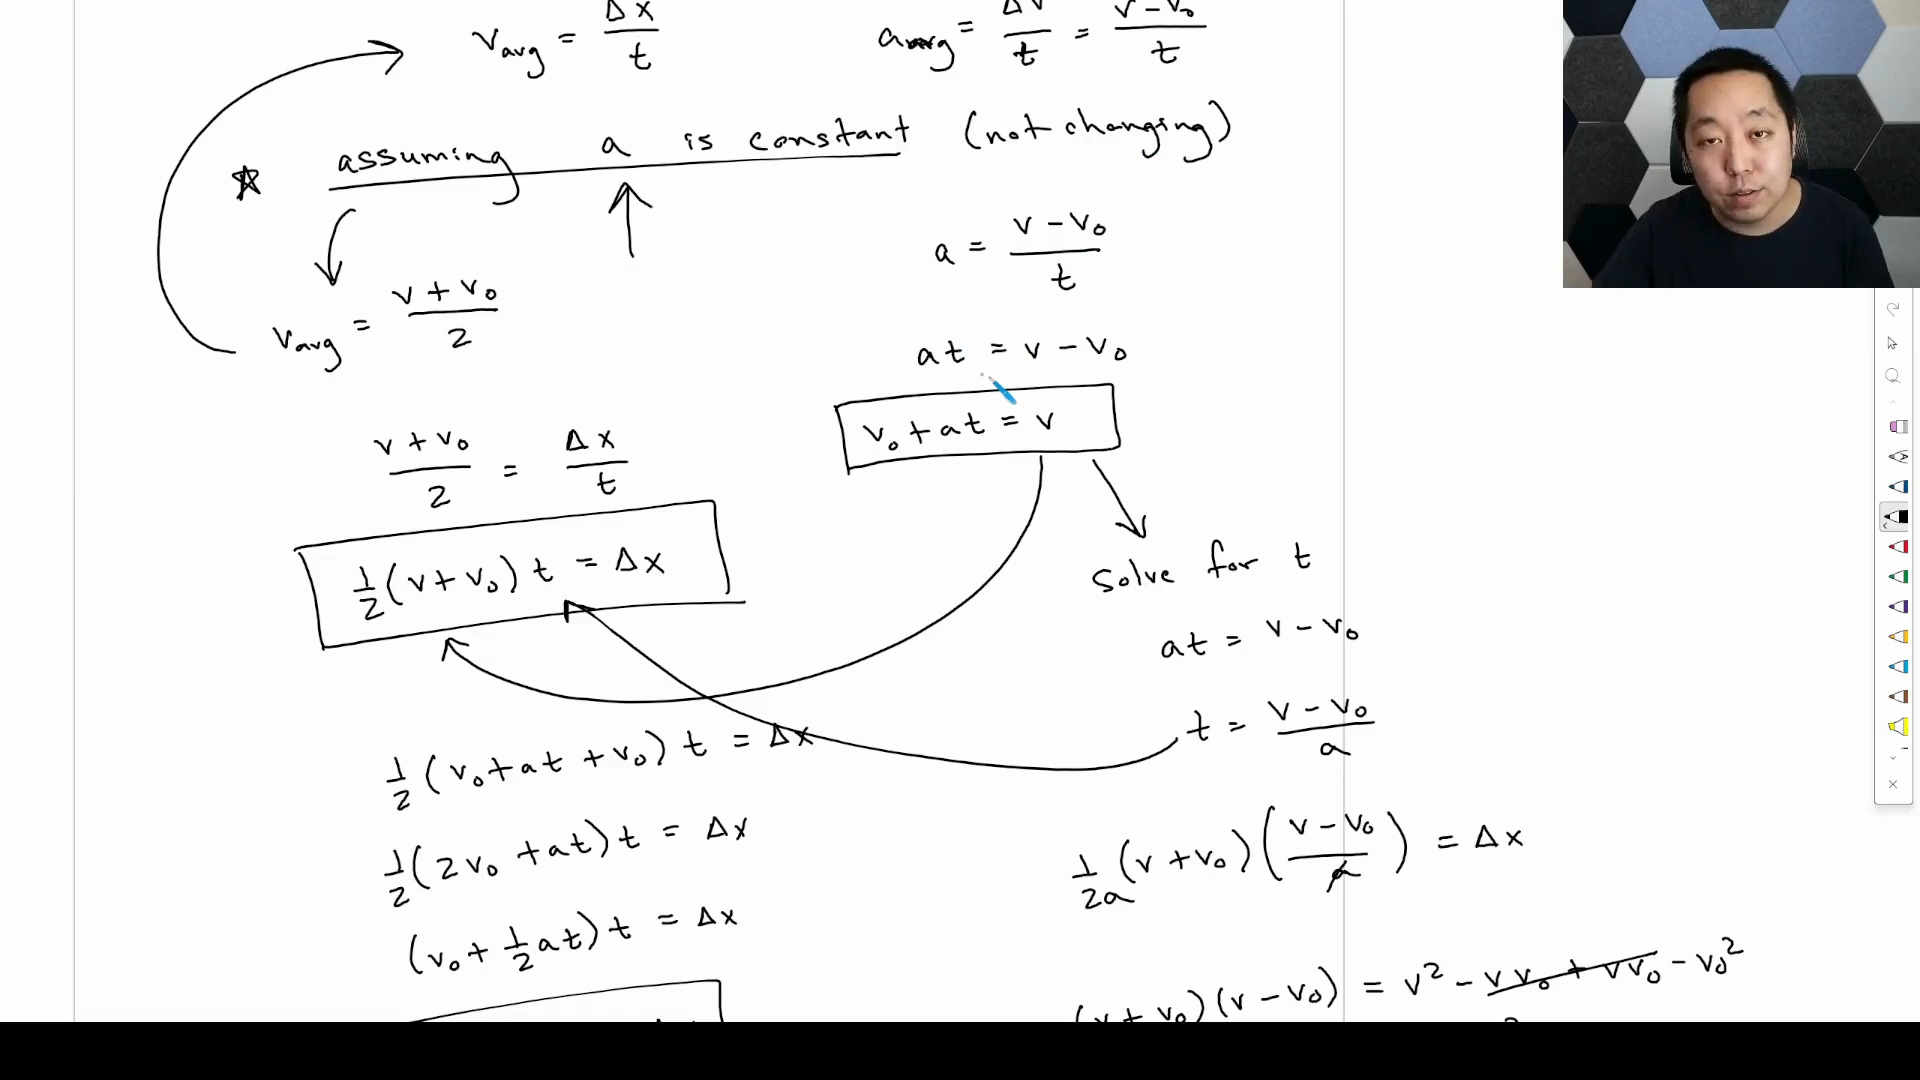 v_avg = Δx/t
a_avg = Δv/t = (v - v₀)/t
assuming a is constant (not changing)
a = (v - v₀)/t
v_avg = (v + v₀)/2
at = v - v₀
v₀ + at = v
(v + v₀)/2 = Δx/t
½(v + v₀) t = Δx
solve for t
at = v - v₀
t = (v - v₀)/a
½(v₀ + at + v₀) t = Δx
½(2v₀ + at) t = Δx
(v₀ + ½at) t = Δx
1/2a (v + v₀)((v - v₀)/a) = Δx
(v + v₀)(v - v₀) = v² - vv₀ + vv₀ - v₀²